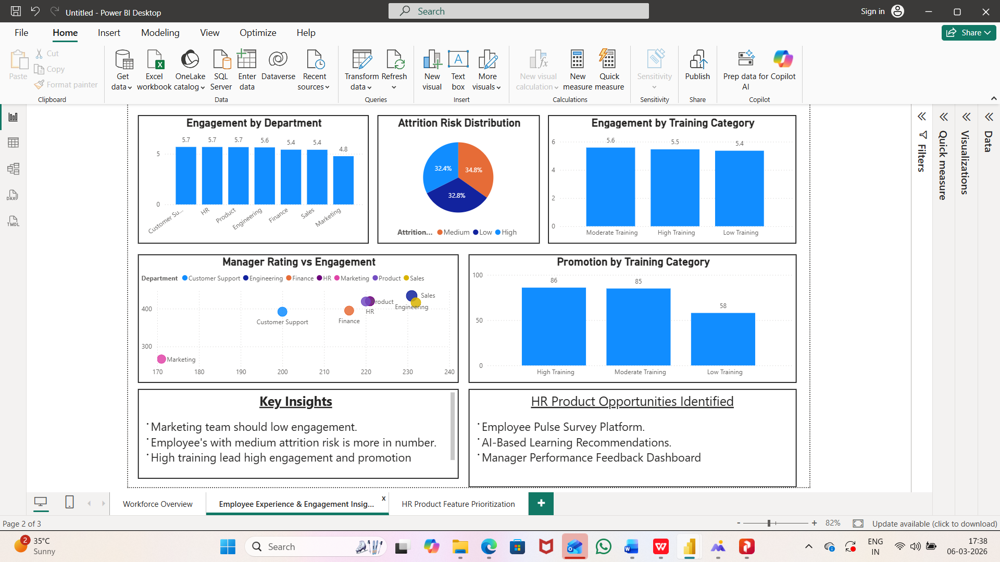 Untitled - Power BI Desktop
Search
Sign in
File Home Insert Modeling View Optimize Help
Share
Paste
Cut
Copy
Format painter
Clipboard
Get data
Excel workbook
OneLake catalog
SQL Server
Enter data
Dataverse
Recent sources
Data
Transform data
Refresh
Queries
New visual
Text box
More visuals
Insert
New visual calculation
New measure
Quick measure
Calculations
Sensitivity
Sensitivity
Publish
Share
Prep data for AI
Copilot
Copilot
DAX
TMDL
Engagement by Department
5.7 5.7 5.7 5.6 5.4 5.4 4.8
5
0
Customer Su... HR Product Engineering Finance Sales Marketing
Attrition Risk Distribution
32.4% 34.8%
32.8%
Attrition... Medium Low High
Engagement by Training Category
6
4
2
0
5.6 5.5 5.4
Moderate Training High Training Low Training
Filters
Quick measure
Visualizations
Data
Manager Rating vs Engagement
Department Customer Support Engineering Finance HR Marketing Product Sales
400
300
Customer Support
Finance
roduct
HR
Sales
Engineering
Marketing
170 180 190 200 210 220 230 240
Promotion by Training Category
100
50
0
86 85 58
High Training Moderate Training Low Training
Key Insights
· Marketing team should low engagement.
· Employee's with medium attrition risk is more in number.
· High training lead high engagement and promotion
HR Product Opportunities Identified
· Employee Pulse Survey Platform.
· AI-Based Learning Recommendations.
· Manager Performance Feedback Dashboard
Workforce Overview
Employee Experience & Engagement Insig... x
HR Product Feature Prioritization
+
Page 2 of 3
- + 82%
Update available (click to download)
2
35°C
Sunny
Search
ENG
IN
17:38
06-03-2026